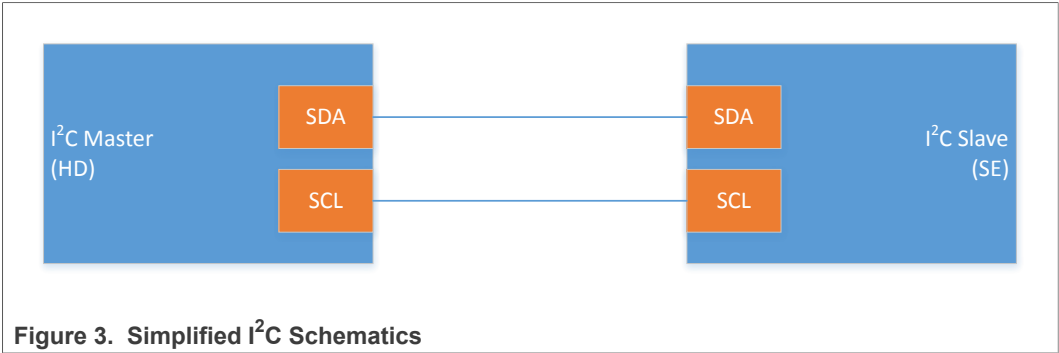 I²C Master
(HD)
SDA
SCL
SDA
SCL
I²C Slave
(SE)
Figure 3. Simplified I²C Schematics